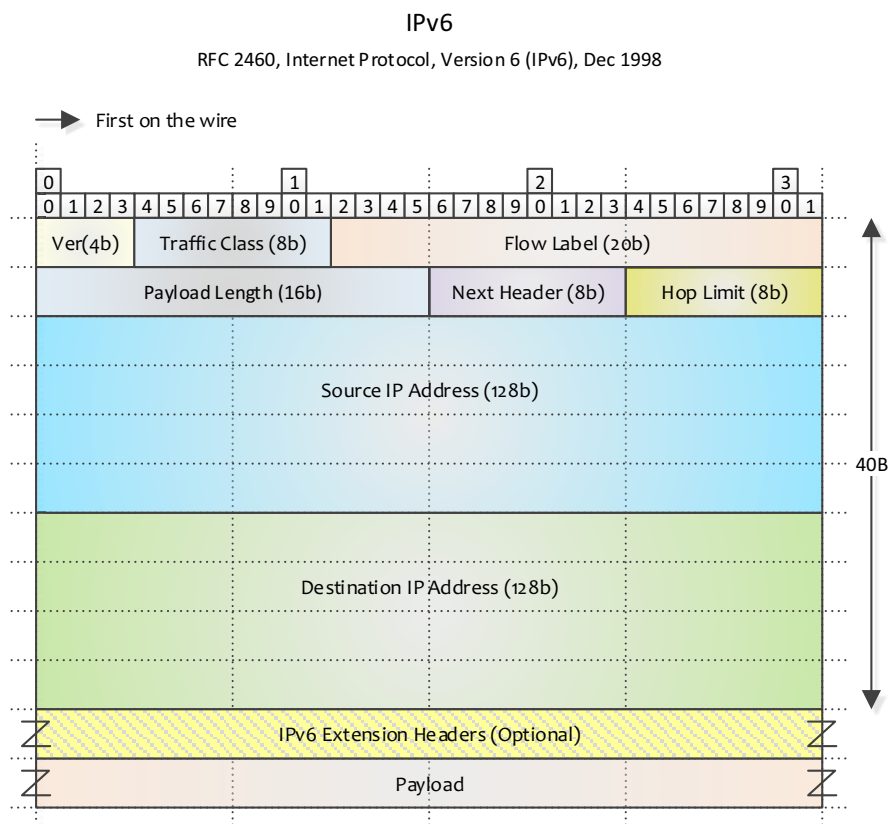 IPv6
RFC 2460, Internet Protocol, Version 6 (IPv6), Dec 1998
First on the wire
0 1 2 3
0 1 2 3 4 5 6 7 8 9 0 1 2 3 4 5 6 7 8 9 0 1 2 3 4 5 6 7 8 9 0 1
Ver(4b) Traffic Class (8b) Flow Label (20b)
Payload Length (16b) Next Header (8b) Hop Limit (8b)
Source IP Address (128b)
40B
Destination IP Address (128b)
IPv6 Extension Headers (Optional)
Payload